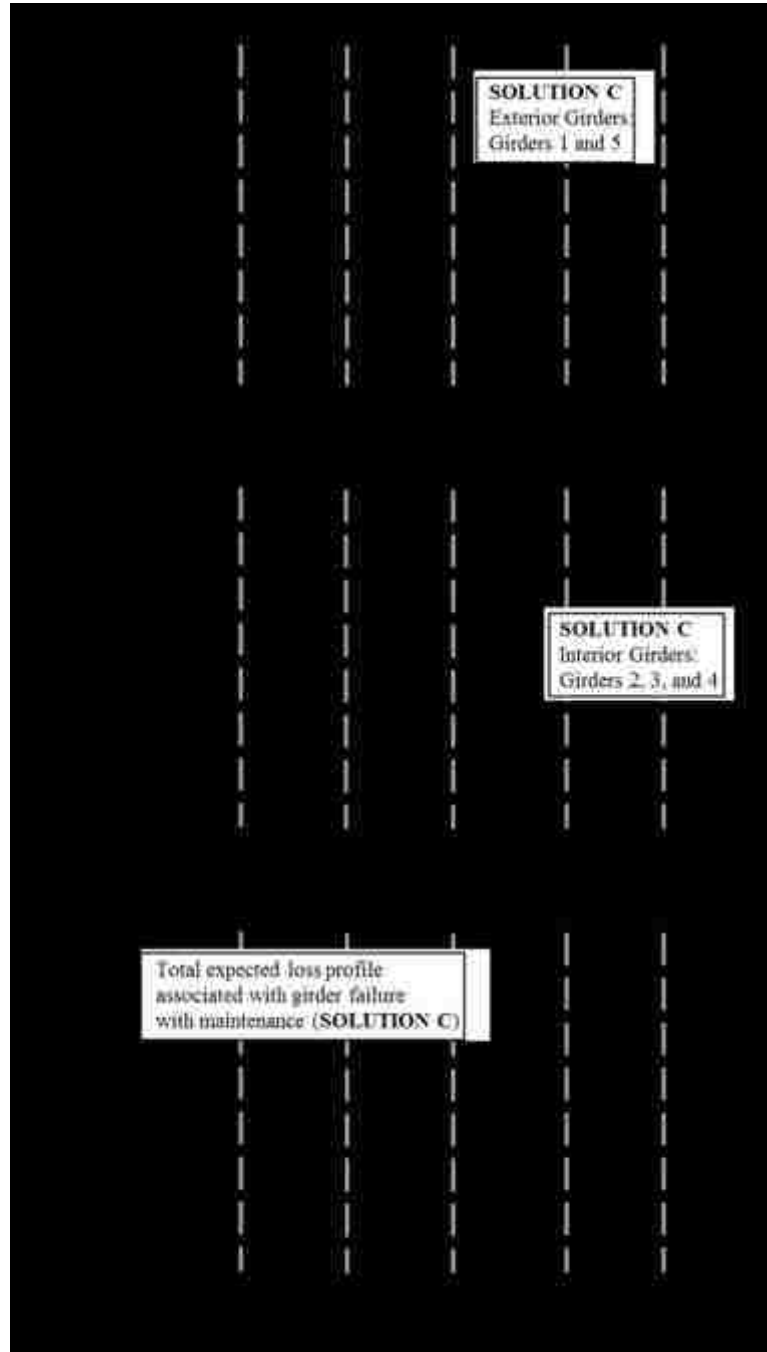 SOLUTION C
Exterior Girders
Girders 1 and 5
SOLUTION C
Interior Girders:
Girders 2, 3, and 4
Total expected loss profile
associated with girder failure
with maintenance (SOLUTION C)